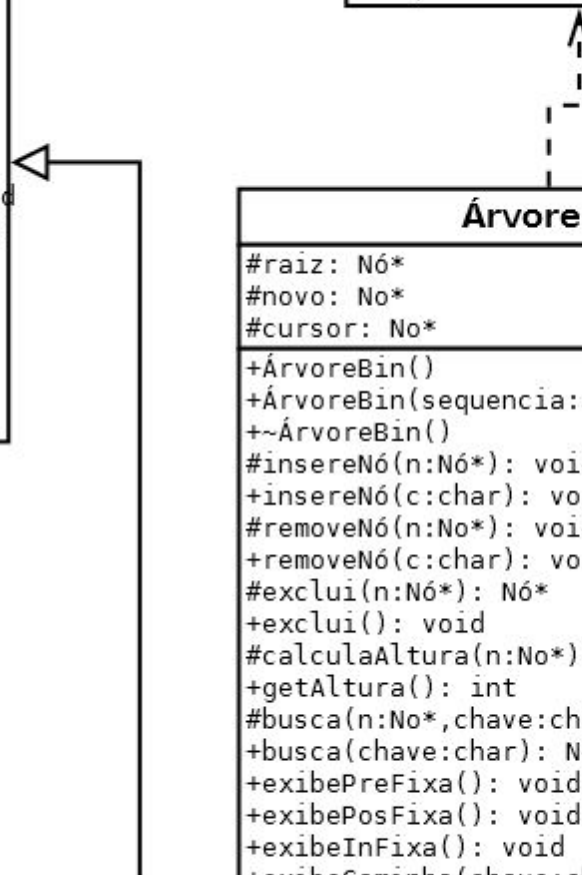 d
Árvore
#raiz: Nó*
#novo: No*
#cursor: No*
+ÁrvoreBin()
+ÁrvoreBin(sequencia:
+~ÁrvoreBin()
#insereNó(n:Nó*): voi
+insereNó(c:char): vo
#removeNó(n:No*): voi
+removeNó(c:char): vo
#exclui(n:Nó*): Nó*
+exclui(): void
#calculaAltura(n:No*)
+getAltura(): int
#busca(n:No*,chave:ch
+busca(chave:char): N
+exibePreFixa(): void
+exibePosFixa(): void
+exibeInFixa(): void